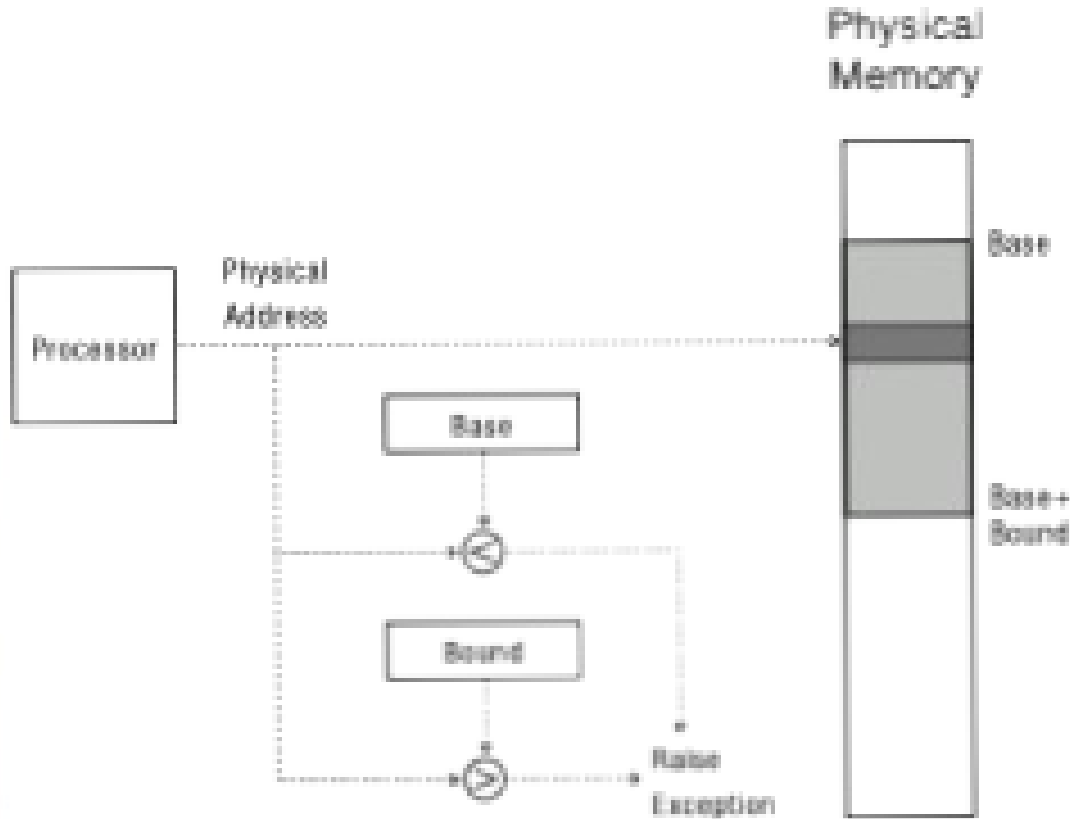 Physical
Memory
Base
Physical
Address
Processor
Base
Base+
Bound
<
Bound
>
Raise
Exception